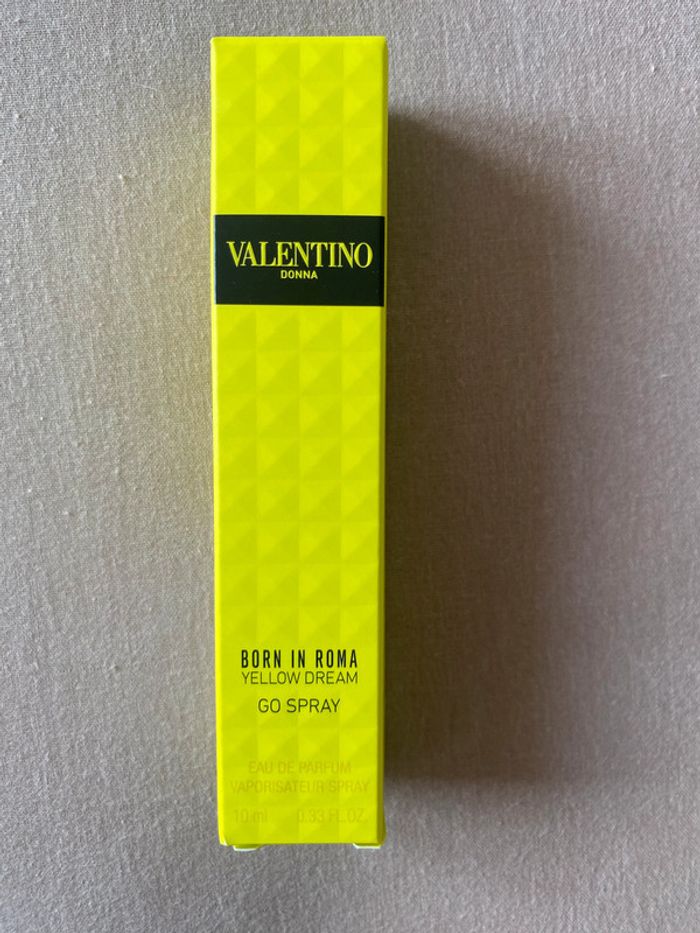 VALENTINO
DONNA
BORN IN ROMA
YELLOW DREAM
GO SPRAY
EAU DE PARFUM
VAPORISATEUR SPRAY
10 ml 0.33 FL.OZ.